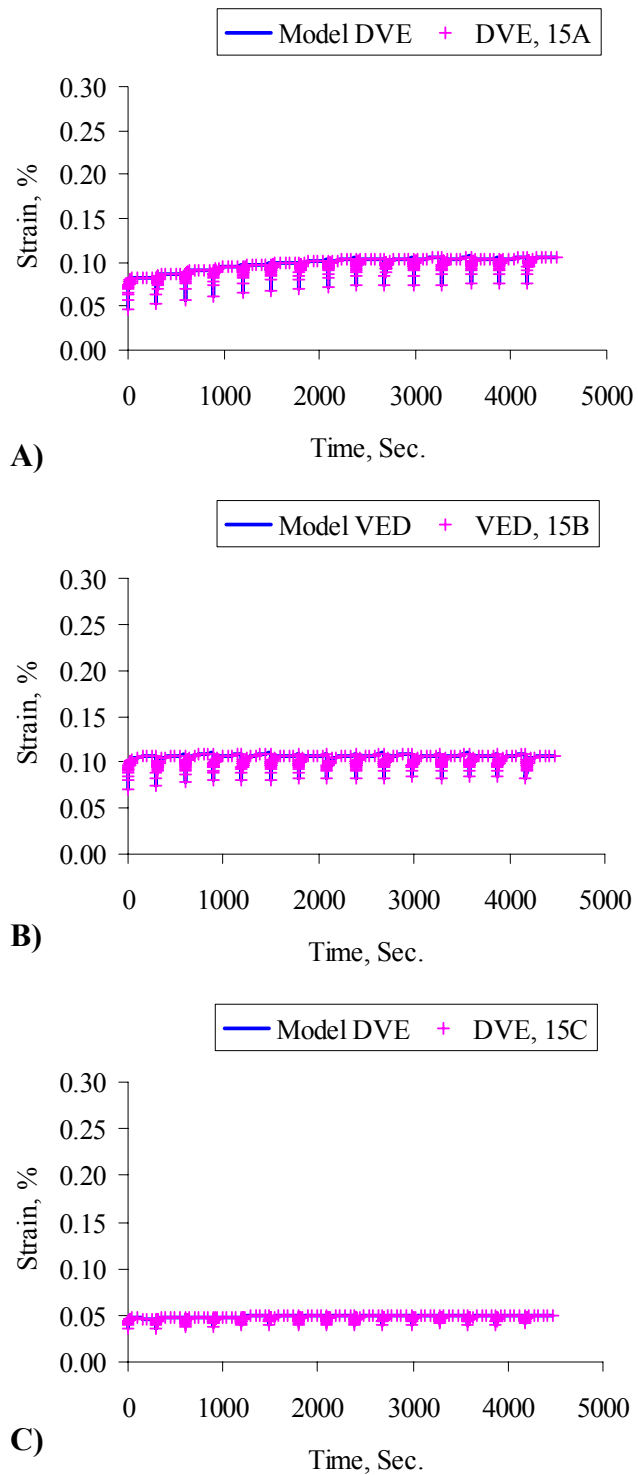 Model DVE DVE, 15A
0.30
0.25
0.20
0.15
0.10
0.05
0.00
Strain, %
0 1000 2000 3000 4000 5000
Time, Sec.
A)
Model VED VED, 15B
0.30
0.25
0.20
0.15
0.10
0.05
0.00
Strain, %
0 1000 2000 3000 4000 5000
Time, Sec.
B)
Model DVE DVE, 15C
0.30
0.25
0.20
0.15
0.10
0.05
0.00
Strain, %
0 1000 2000 3000 4000 5000
Time, Sec.
C)